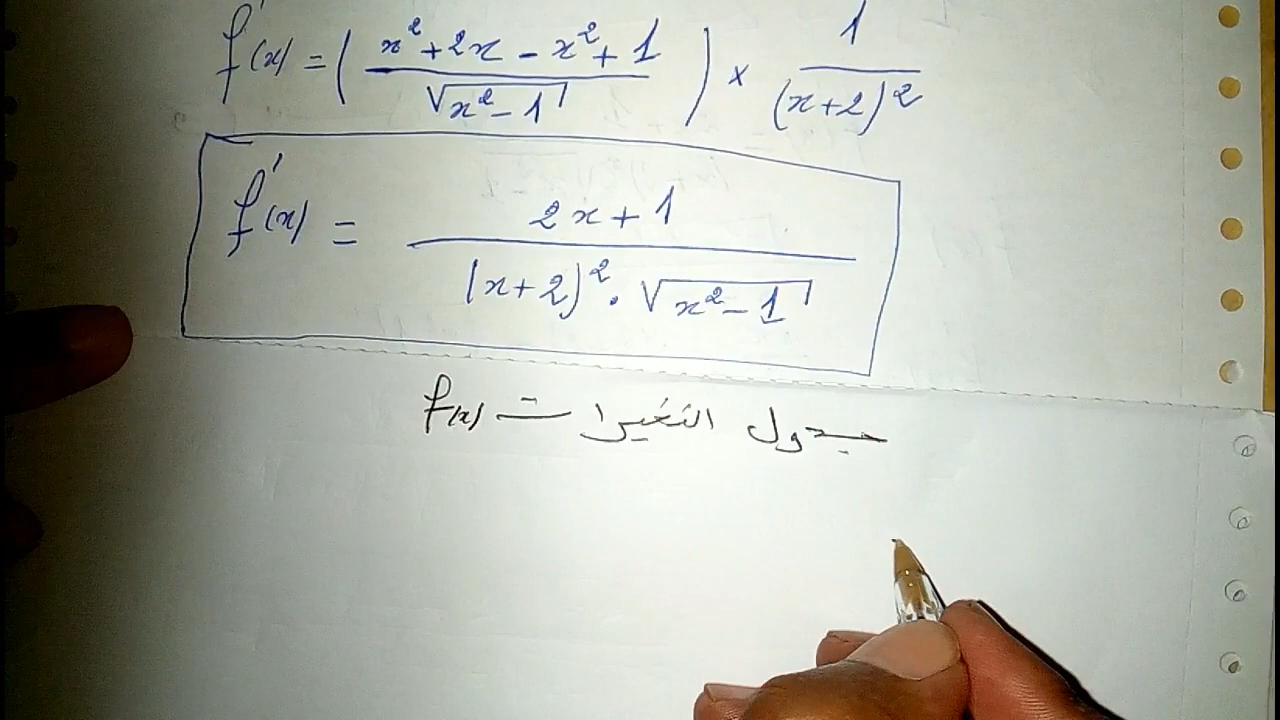 f'(x) = ( (x²+2x - x²+1) / √(x²-1) ) × 1 / (x+2)²
f'(x) = (2x+1) / ((x+2)² . √(x²-1))
جدول التغيرات f(x)